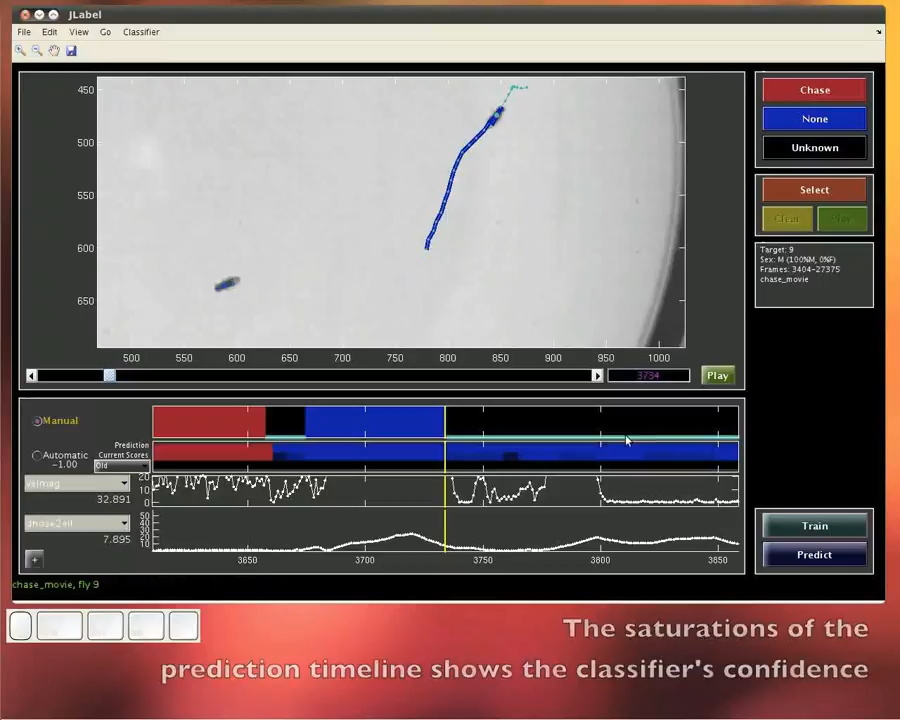 JLabel
File Edit View Go Classifier
450
500
550
600
650
500 550 600 650 700 750 800 850 900 950 1000
3734 Play
Chase
None
Unknown
Select
Clear
Target: 9
Sex: M (100%M, 0%F)
Frames: 3404-27375
chase_movie
Manual
Automatic
-1.00
Prediction
Current Scores
Old
velmag
32.891
20
10
0
dnose2ell
7.895
50
40
30
20
10
3650 3700 3750 3800 3850
+
Train
Predict
chase_movie, fly 9
The saturations of the
prediction timeline shows the classifier's confidence